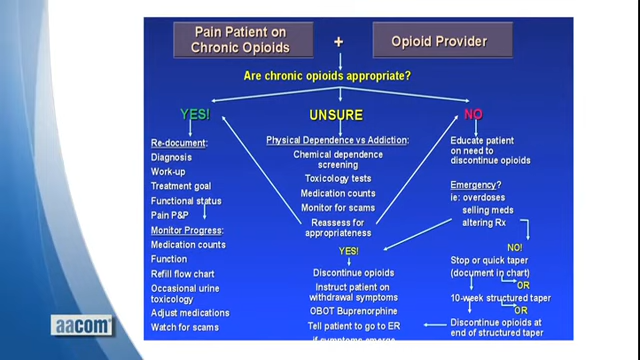 Pain Patient on
Chronic Opioids
+
Opioid Provider
Are chronic opioids appropriate?
YES!
Re-document:
Diagnosis
Work-up
Treatment goal
Functional status
Pain P&P
Monitor Progress:
Medication counts
Function
Refill flow chart
Occasional urine
toxicology
Adjust medications
Watch for scams
UNSURE
Physical Dependence vs Addiction:
Chemical dependence
screening
Toxicology tests
Medication counts
Monitor for scams
Reassess for
appropriateness
NO
Educate patient
on need to
discontinue opioids
Emergency?
ie: overdoses
selling meds
altering Rx
YES!
Discontinue opioids
Instruct patient on
withdrawal symptoms
OBOT Buprenorphine
Tell patient to go to ER
if symptoms emerge
NO!
Stop or quick taper
(document in chart)
OR
10-week structured taper
OR
Discontinue opioids at
end of structured taper
aacom